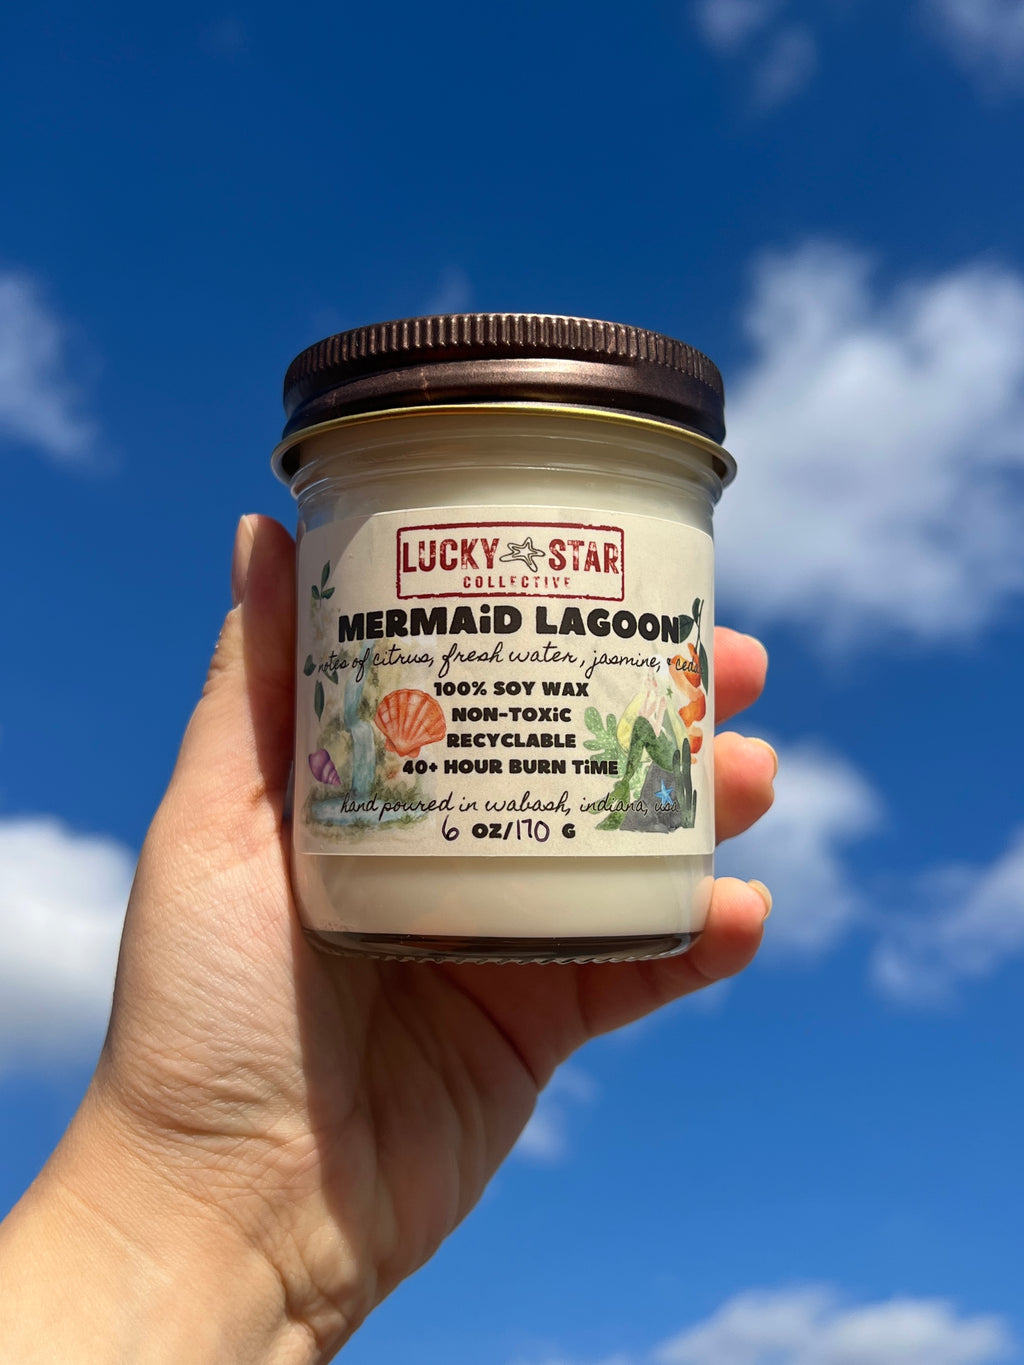 LUCKY STAR
COLLECTIVE
MERMAiD LAGOON
notes of citrus, fresh water, jasmine, &
100% SOY WAX
NON-TOXiC
RECYCLABLE
40+ HOUR BURN TiME
hand poured in wabash, indiana, usa
6 OZ/170 G